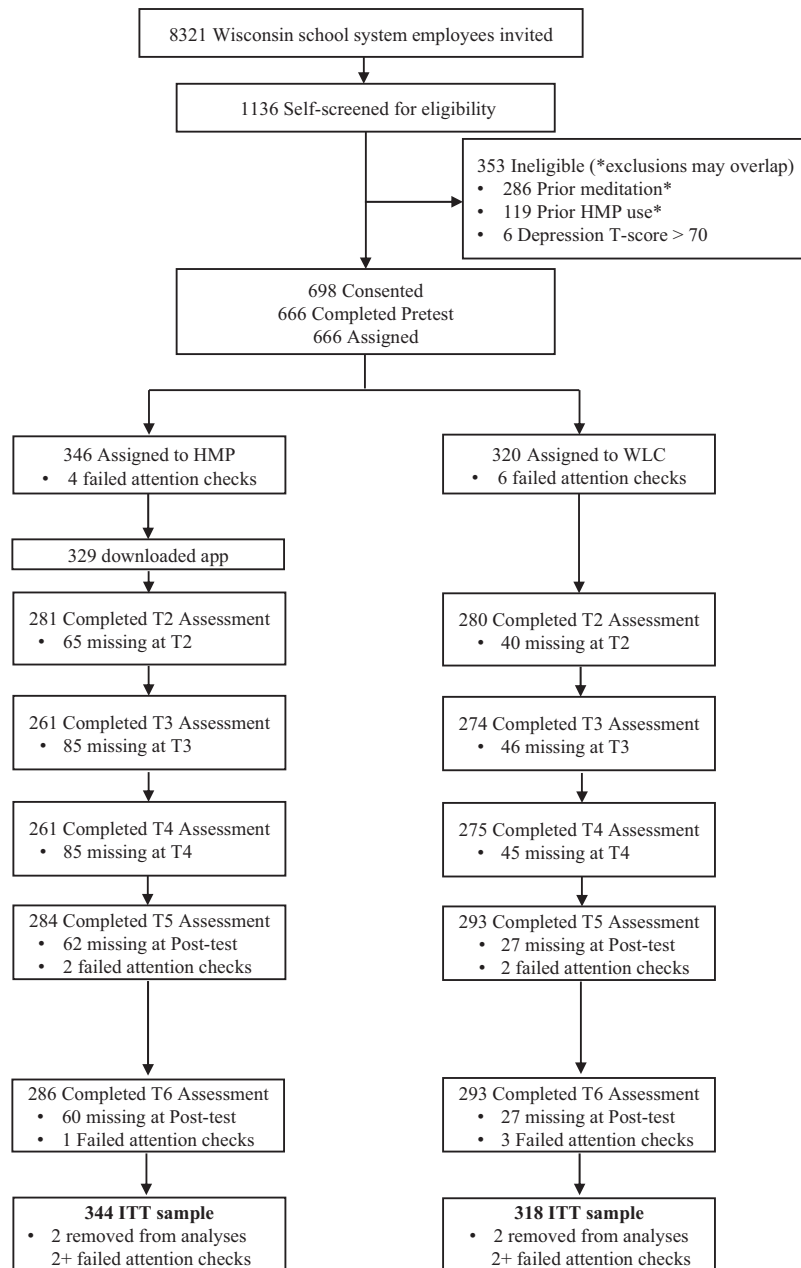 8321 Wisconsin school system employees invited
1136 Self-screened for eligibility
353 Ineligible (*exclusions may overlap)
• 286 Prior meditation*
• 119 Prior HMP use*
• 6 Depression T-score > 70
698 Consented
666 Completed Pretest
666 Assigned
346 Assigned to HMP
• 4 failed attention checks
320 Assigned to WLC
• 6 failed attention checks
329 downloaded app
281 Completed T2 Assessment
• 65 missing at T2
280 Completed T2 Assessment
• 40 missing at T2
261 Completed T3 Assessment
• 85 missing at T3
274 Completed T3 Assessment
• 46 missing at T3
261 Completed T4 Assessment
• 85 missing at T4
275 Completed T4 Assessment
• 45 missing at T4
284 Completed T5 Assessment
• 62 missing at Post-test
• 2 failed attention checks
293 Completed T5 Assessment
• 27 missing at Post-test
• 2 failed attention checks
286 Completed T6 Assessment
• 60 missing at Post-test
• 1 Failed attention checks
293 Completed T6 Assessment
• 27 missing at Post-test
• 3 Failed attention checks
344 ITT sample
• 2 removed from analyses
2+ failed attention checks
318 ITT sample
• 2 removed from analyses
2+ failed attention checks